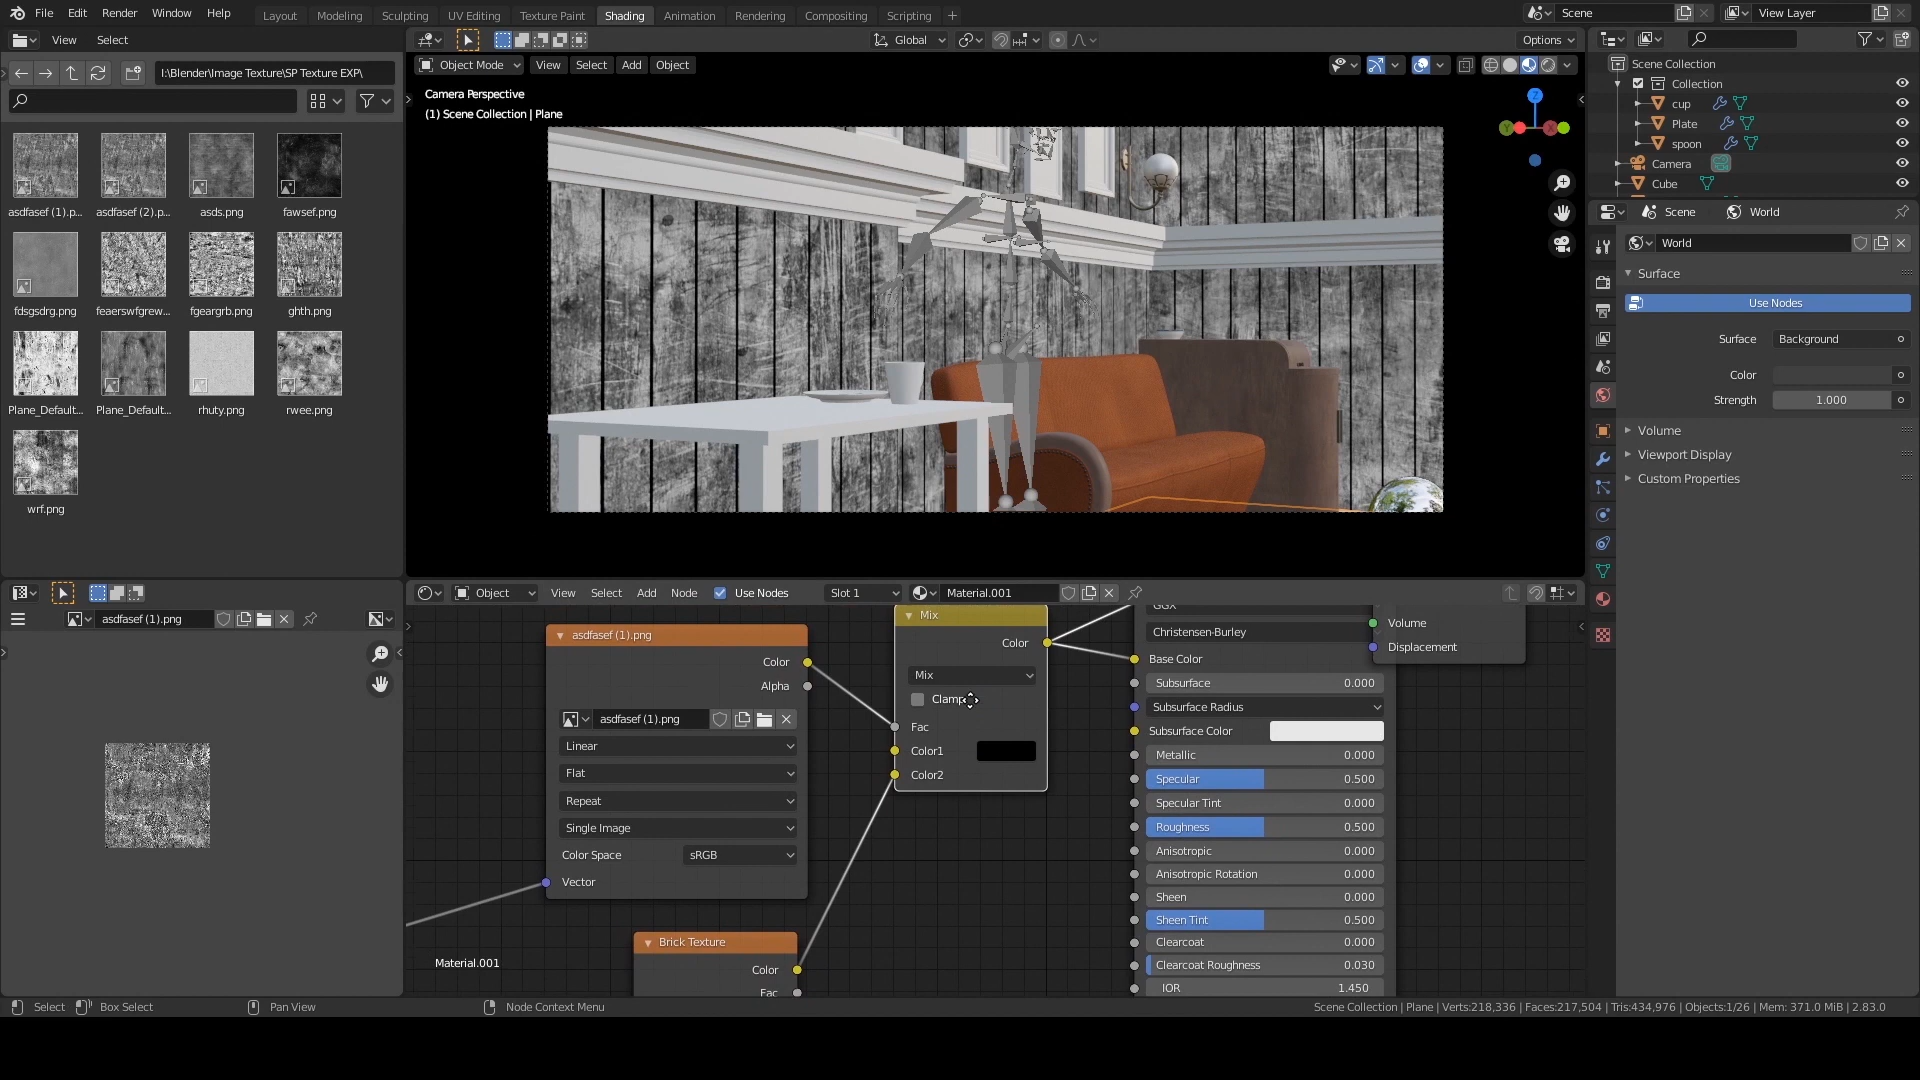 File Edit Render Window Help Layout Modeling Sculpting UV Editing Texture Paint Shading Animation Rendering Compositing Scripting + Scene View Layer
View Select Global Options
I:\Blender\Image Texture\SP Texture EXP\
Object Mode View Select Add Object
Camera Perspective
(1) Scene Collection | Plane
asdfasef (1).p... asdfasef (2).p... asds.png fawsef.png
fdsgsdrg.png feaerswfgrew... fgeargrb.png ghth.png
Plane_Default... Plane_Default... rhuty.png rwee.png
wrf.png
Scene Collection
Collection
cup
Plate
spoon
Camera
Cube
Scene World
World
Surface
Use Nodes
Surface Background
Color
Strength 1.000
Volume
Viewport Display
Custom Properties
asdfasef (1).png
Object View Select Add Node Use Nodes Slot 1 Material.001
asdfasef (1).png
Color
Alpha
asdfasef (1).png
Linear
Flat
Repeat
Single Image
Color Space sRGB
Vector
Brick Texture
Color
Fac
Material.001
Mix
Color
Mix
Clamp
Fac
Color1
Color2
GGX
Christensen-Burley
Base Color
Subsurface 0.000
Subsurface Radius
Subsurface Color
Metallic 0.000
Specular 0.500
Specular Tint 0.000
Roughness 0.500
Anisotropic 0.000
Anisotropic Rotation 0.000
Sheen 0.000
Sheen Tint 0.500
Clearcoat 0.000
Clearcoat Roughness 0.030
IOR 1.450
Volume
Displacement
Select Box Select Pan View Node Context Menu Scene Collection | Plane | Verts:218,336 | Faces:217,504 | Tris:434,976 | Objects:1/26 | Mem: 371.0 MiB | 2.83.0